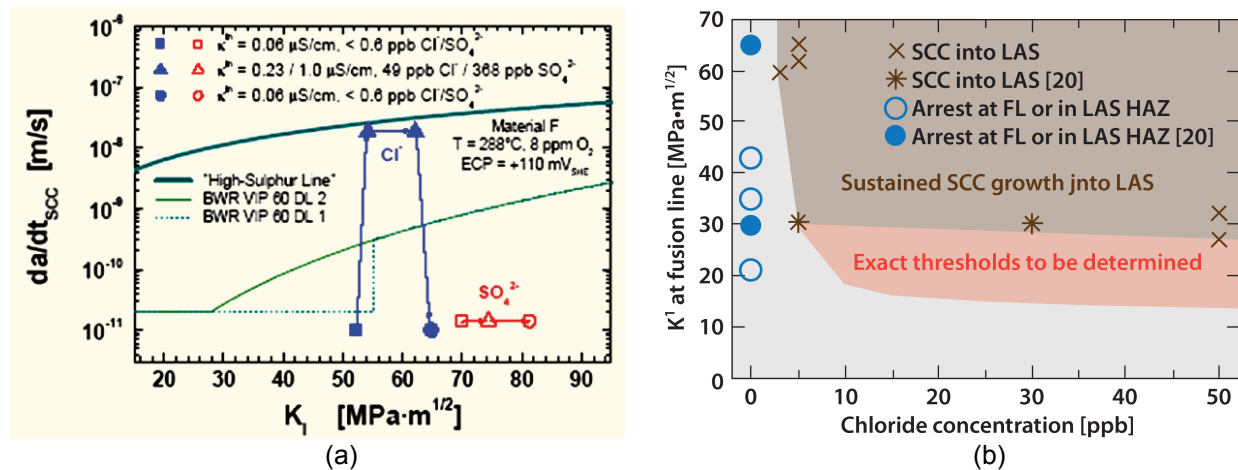 (a)
10⁻⁶
10⁻⁷
10⁻⁸
10⁻⁹
10⁻¹⁰
10⁻¹¹
da/dt_SCC [m/s]
κⁱⁿ = 0.06 µS/cm, < 0.6 ppb Cl⁻/SO₄²⁻
κⁱⁿ = 0.23 / 1.0 µS/cm, 49 ppb Cl⁻ / 368 ppb SO₄²⁻
κⁱⁿ = 0.06 µS/cm, < 0.6 ppb Cl⁻/SO₄²⁻
Material F
T = 288°C, 8 ppm O₂
ECP = +110 mV_SHE
Cl⁻
"High-Sulphur Line"
BWR VIP 60 DL 2
BWR VIP 60 DL 1
SO₄²⁻
20 30 40 50 60 70 80 90
K_I [MPa·m^1/2]
(a)
70
60
50
40
30
20
10
0
K¹ at fusion line [MPa·m^1/2]
SCC into LAS
SCC into LAS [20]
Arrest at FL or in LAS HAZ
Arrest at FL or in LAS HAZ [20]
Sustained SCC growth jnto LAS
Exact thresholds to be determined
0 10 20 30 40 50
Chloride concentration [ppb]
(b)